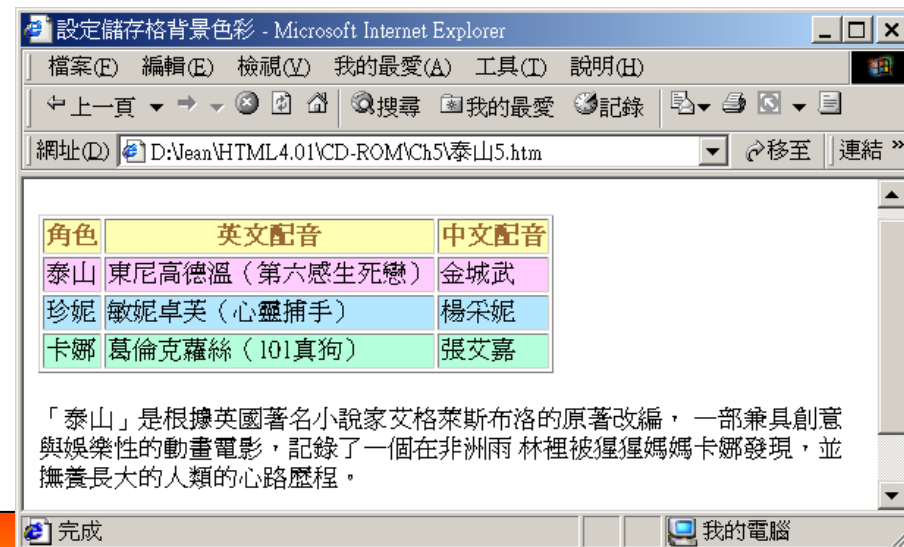 設定儲存格背景色彩 - Microsoft Internet Explorer
檔案(F) 編輯(E) 檢視(V) 我的最愛(A) 工具(T) 說明(H)
上一頁 搜尋 我的最愛 記錄
網址(D) D:\Jean\HTML4.01\CD-ROM\Ch5\泰山5.htm 移至 連結 »
角色 英文配音 中文配音
泰山 東尼高德溫（第六感生死戀） 金城武
珍妮 敏妮卓芙（心靈捕手） 楊采妮
卡娜 葛倫克蘿絲（101真狗） 張艾嘉
「泰山」是根據英國著名小說家艾格萊斯布洛的原著改編， 一部兼具創意
與娛樂性的動畫電影，記錄了一個在非洲雨 林裡被猩猩媽媽卡娜發現，並
撫養長大的人類的心路歷程。
完成 我的電腦